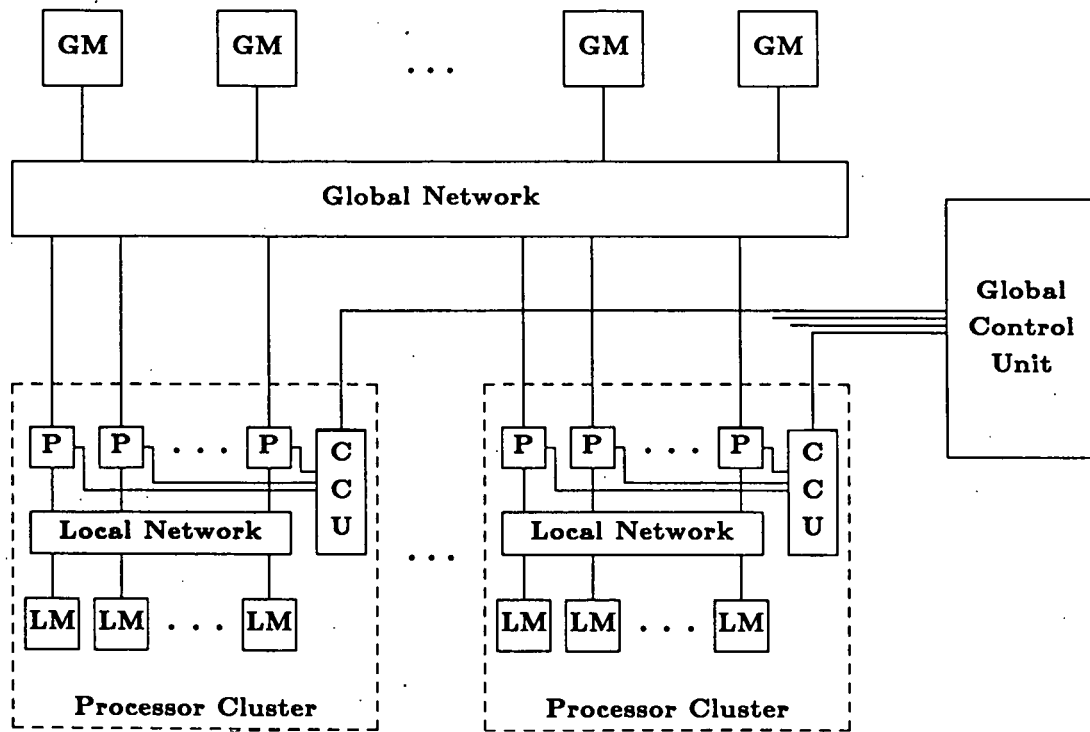 GM GM . . . GM GM
Global Network
Global
Control
Unit
P P . . . P
C
C
U
Local Network
LM LM . . . LM
Processor Cluster
. . .
P P . . . P
C
C
U
Local Network
LM LM . . . LM
Processor Cluster